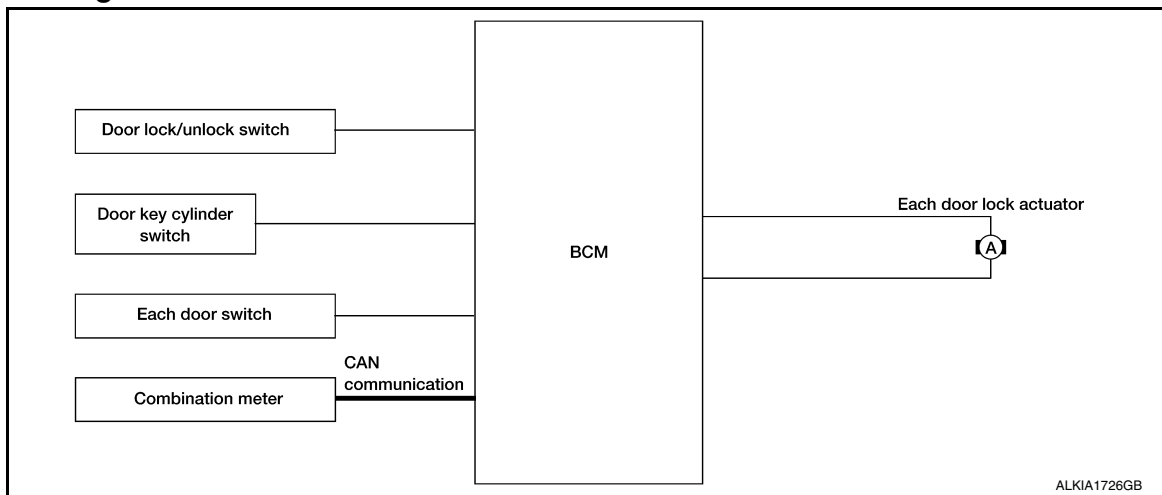 Door lock/unlock switch
Door key cylinder
switch
Each door switch
Combination meter
CAN
communication
BCM
Each door lock actuator
A
ALKIA1726GB